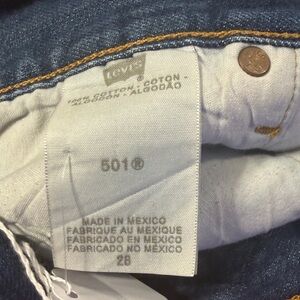 Levi's
®
100% COTTON - COTON -
ALGODON - ALGODÃO
501®
MADE IN MEXICO
FABRIQUE AU MEXIQUE
FABRICADO EN MEXICO
FABRICADO NO MEXICO
28